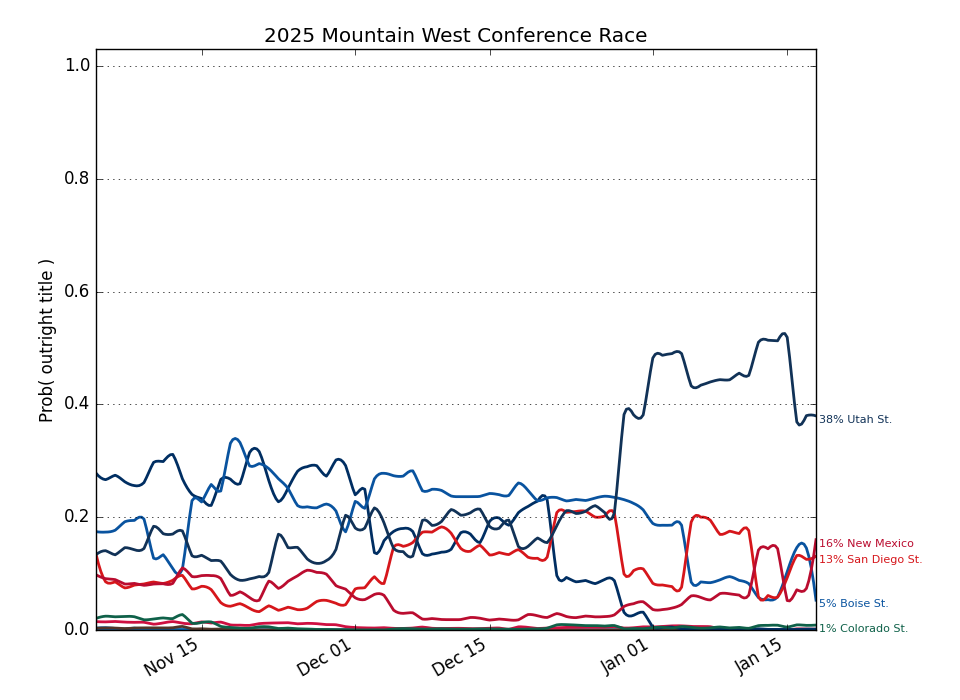 2025 Mountain West Conference Race
1.0
0.8
0.6
0.4
0.2
0.0
Prob( outright title )
38% Utah St.
16% New Mexico
13% San Diego St.
5% Boise St.
1% Colorado St.
Nov 15
Dec 01
Dec 15
Jan 01
Jan 15